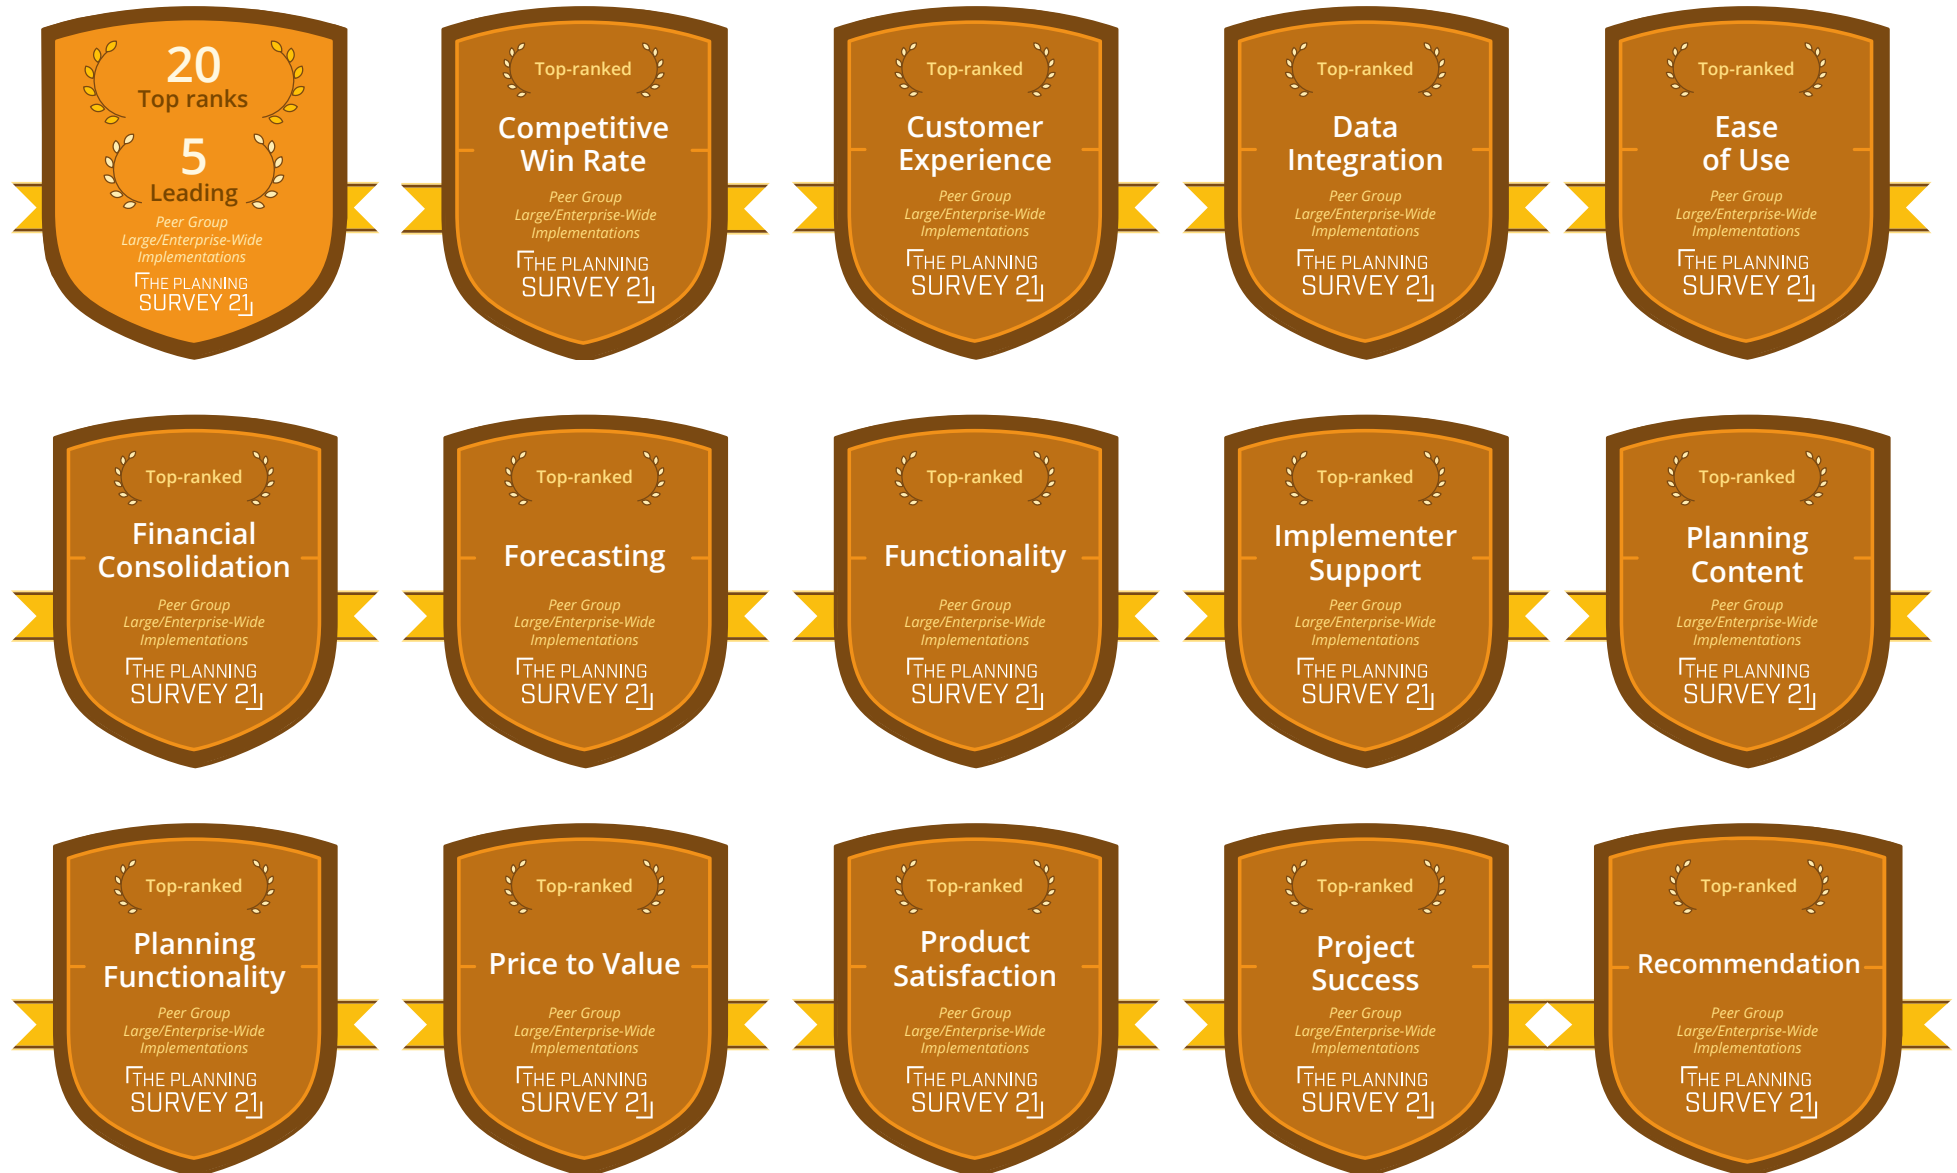 20
Top ranks
5
Leading
Peer Group
Large/Enterprise-Wide
Implementations
THE PLANNING
SURVEY 21
Top-ranked
Competitive
Win Rate
Peer Group
Large/Enterprise-Wide
Implementations
THE PLANNING
SURVEY 21
Top-ranked
Customer
Experience
Peer Group
Large/Enterprise-Wide
Implementations
THE PLANNING
SURVEY 21
Top-ranked
Data
Integration
Peer Group
Large/Enterprise-Wide
Implementations
THE PLANNING
SURVEY 21
Top-ranked
Ease
of Use
Peer Group
Large/Enterprise-Wide
Implementations
THE PLANNING
SURVEY 21
Top-ranked
Financial
Consolidation
Peer Group
Large/Enterprise-Wide
Implementations
THE PLANNING
SURVEY 21
Top-ranked
Forecasting
Peer Group
Large/Enterprise-Wide
Implementations
THE PLANNING
SURVEY 21
Top-ranked
Functionality
Peer Group
Large/Enterprise-Wide
Implementations
THE PLANNING
SURVEY 21
Top-ranked
Implementer
Support
Peer Group
Large/Enterprise-Wide
Implementations
THE PLANNING
SURVEY 21
Top-ranked
Planning
Content
Peer Group
Large/Enterprise-Wide
Implementations
THE PLANNING
SURVEY 21
Top-ranked
Planning
Functionality
Peer Group
Large/Enterprise-Wide
Implementations
THE PLANNING
SURVEY 21
Top-ranked
Price to Value
Peer Group
Large/Enterprise-Wide
Implementations
THE PLANNING
SURVEY 21
Top-ranked
Product
Satisfaction
Peer Group
Large/Enterprise-Wide
Implementations
THE PLANNING
SURVEY 21
Top-ranked
Project
Success
Peer Group
Large/Enterprise-Wide
Implementations
THE PLANNING
SURVEY 21
Top-ranked
Recommendation
Peer Group
Large/Enterprise-Wide
Implementations
THE PLANNING
SURVEY 21